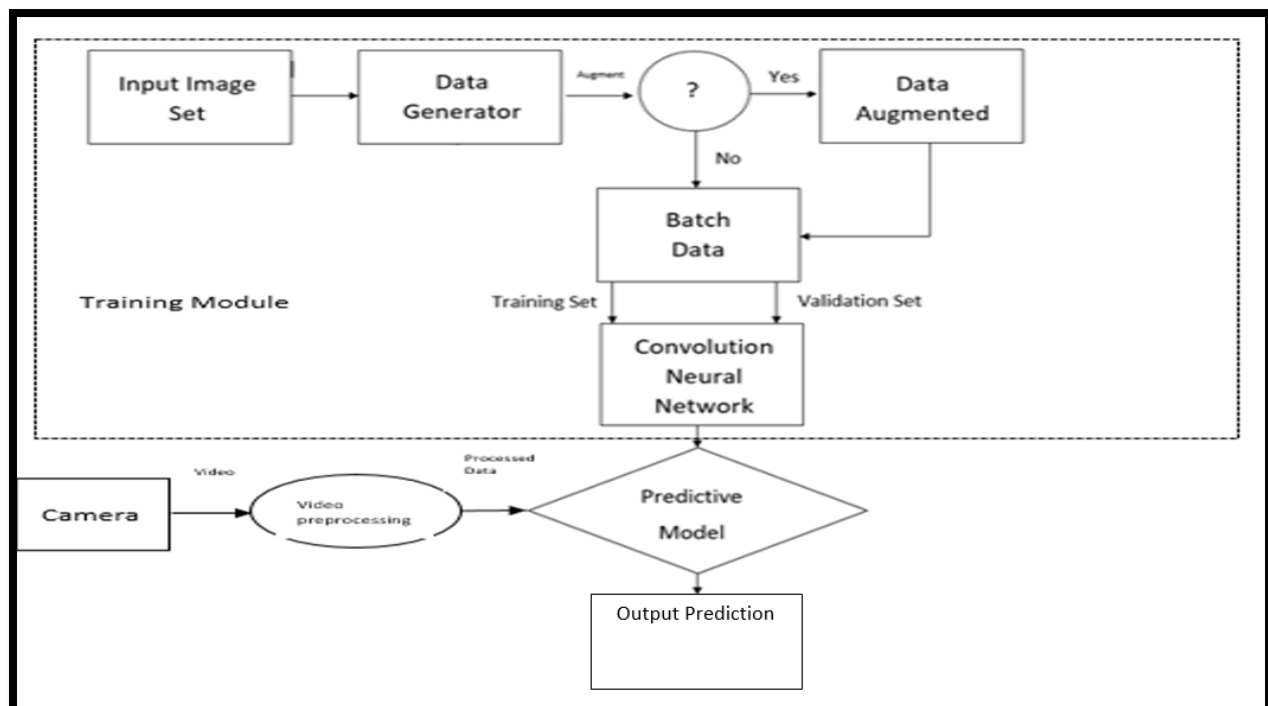 Input Image
Set
Data
Generator
Augment
?
Yes
Data
Augmented
No
Batch
Data
Training Module
Training Set
Validation Set
Convolution
Neural
Network
Camera
Video
Video
preprocessing
Processed
Data
Predictive
Model
Output Prediction